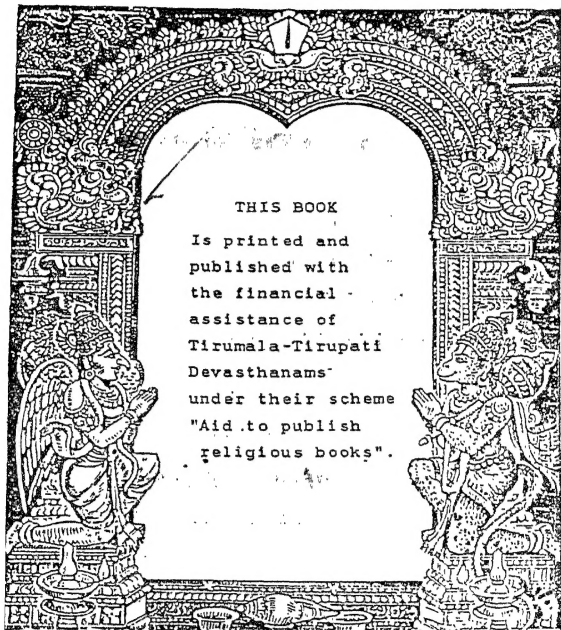 THIS BOOK
Is printed and
published with
the financial
assistance of
Tirumala-Tirupati
Devasthanams
under their scheme
"Aid to publish
religious books".